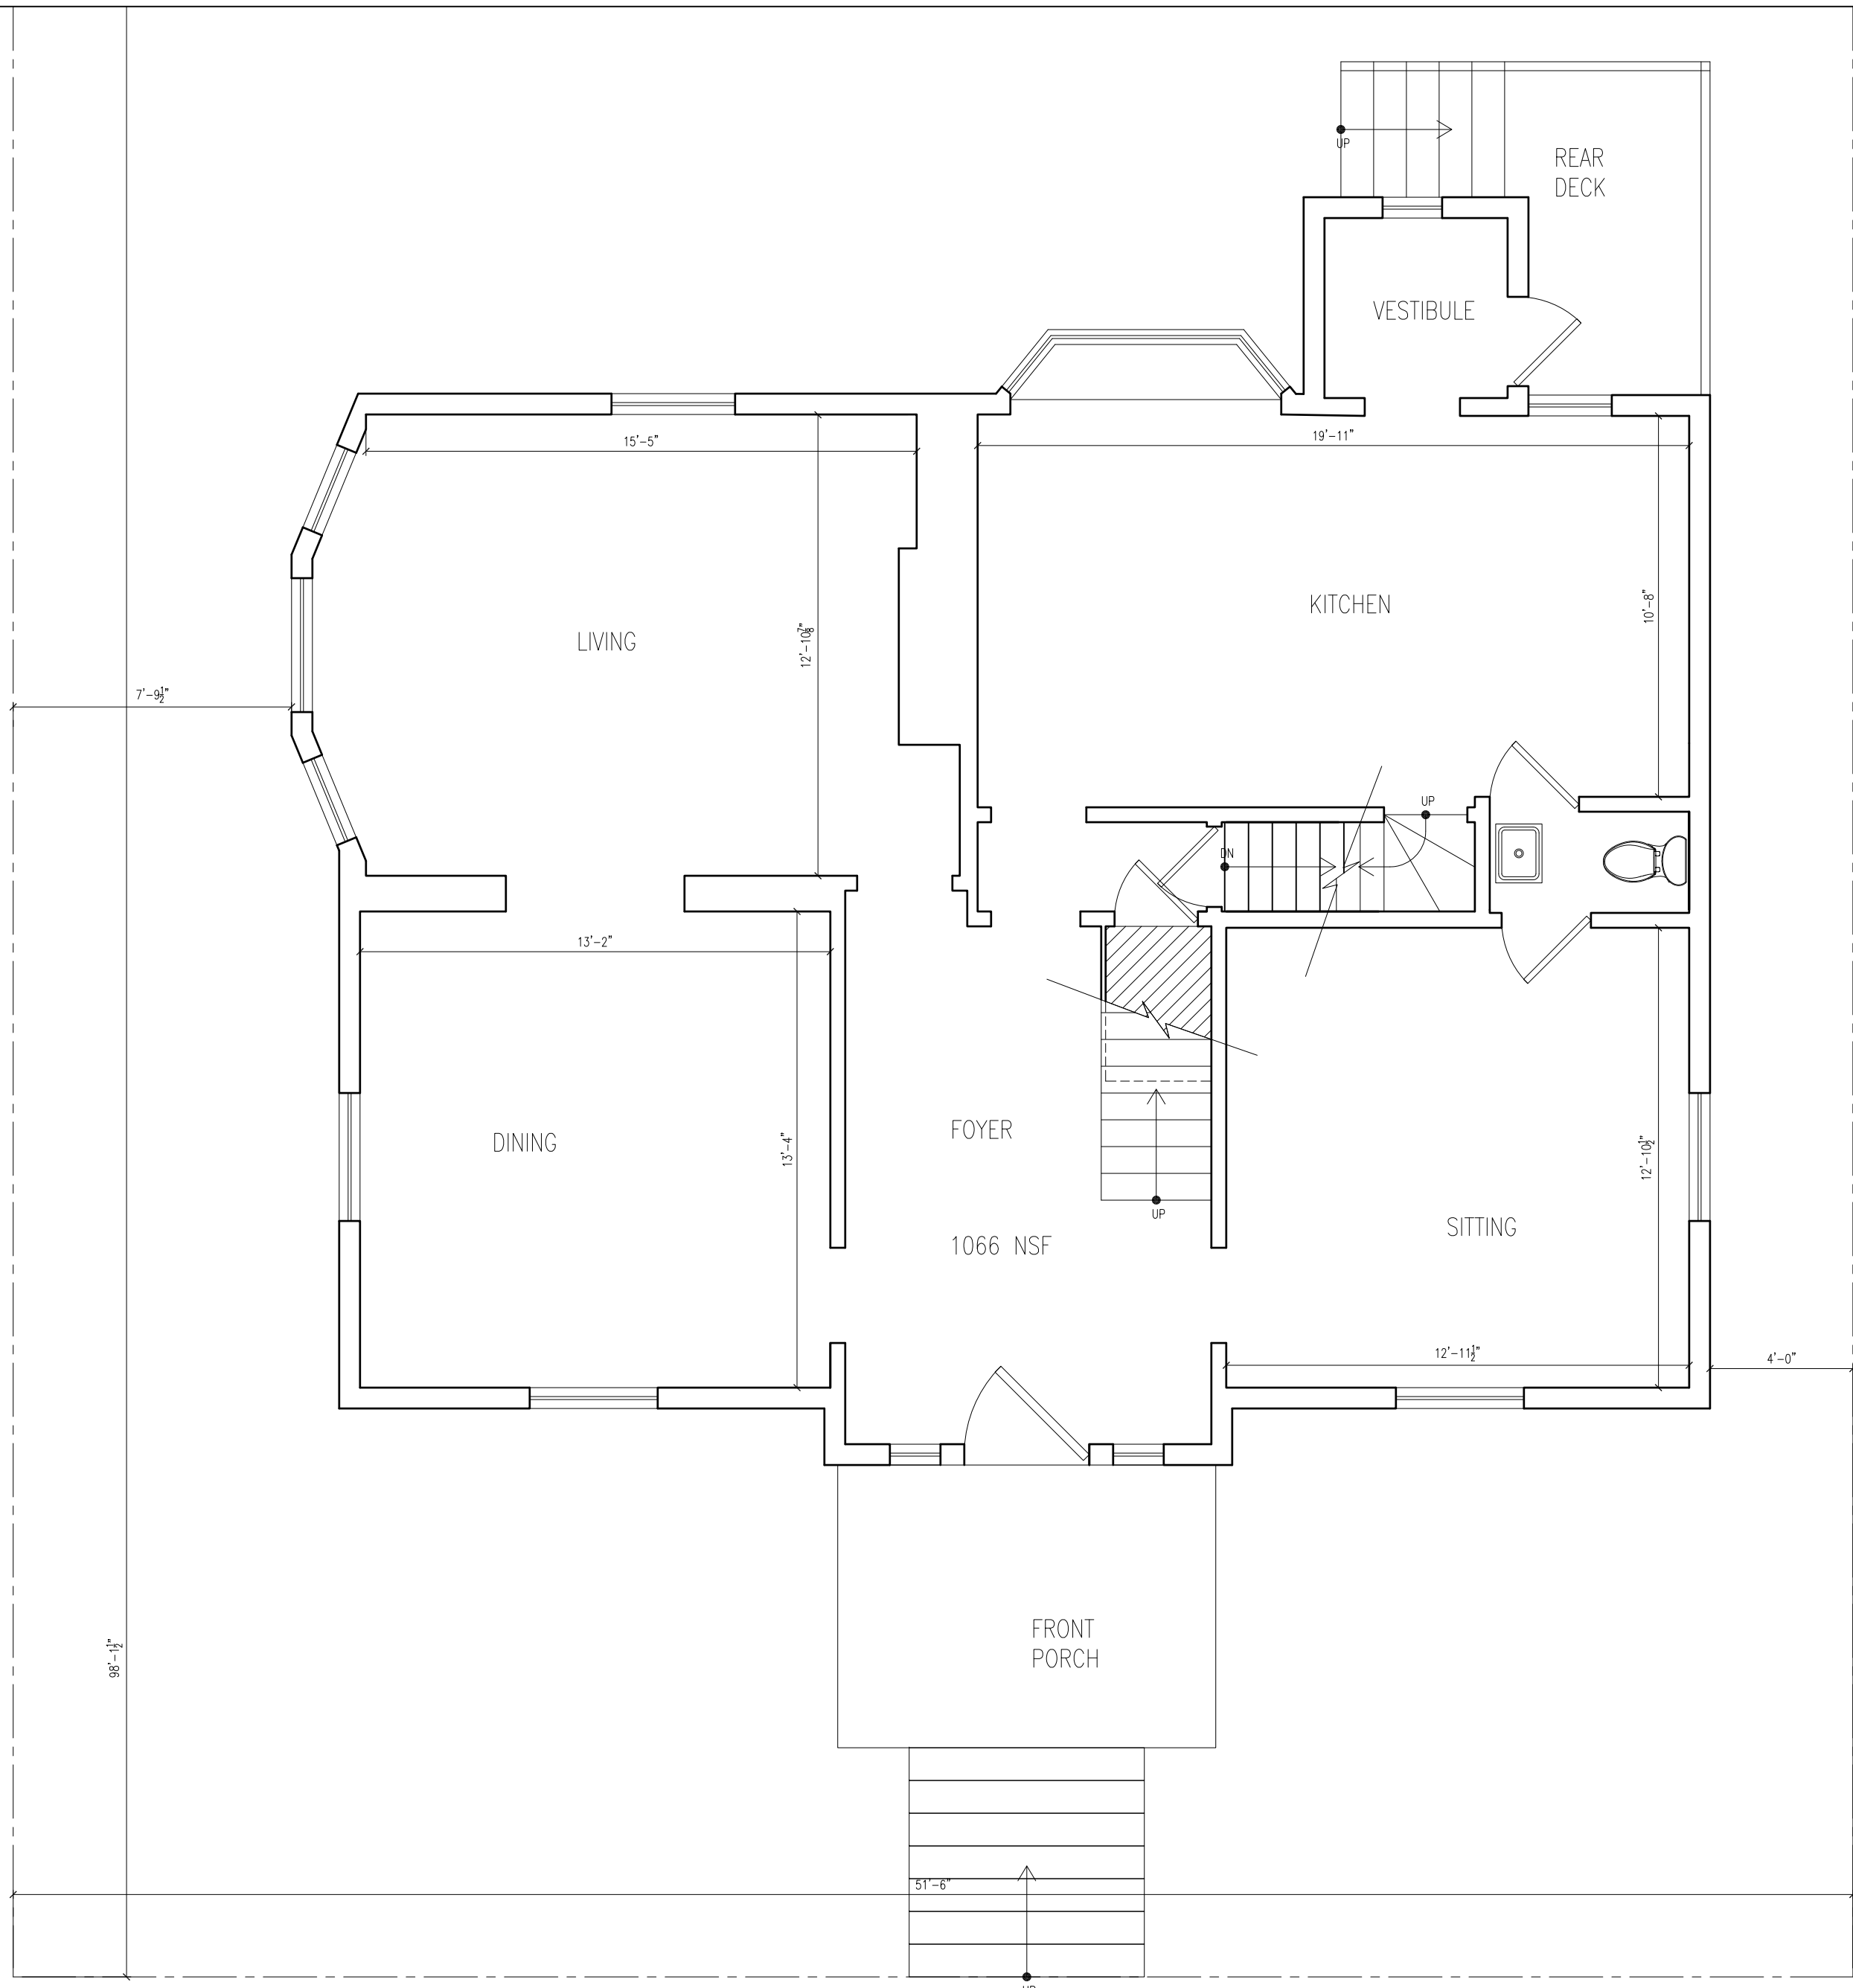 UP
REAR
DECK
VESTIBULE
15'-5"
19'-11"
KITCHEN
10'-8"
LIVING
12'-10⅞"
7'-9½"
UP
DN
13'-2"
FOYER
DINING
13'-4"
12'-10½"
UP
SITTING
1066 NSF
12'-11½"
4'-0"
FRONT
PORCH
98'-1½"
51'-6"
UP